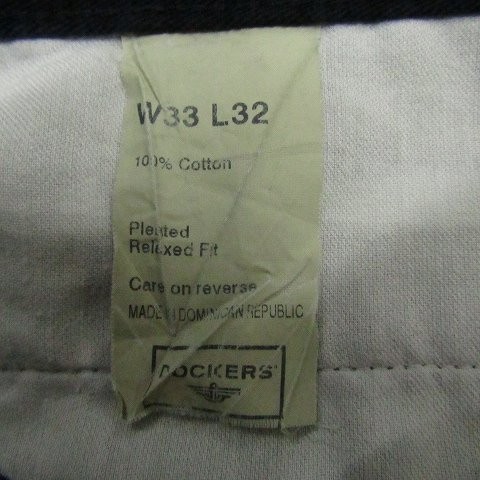 W33 L32
100% Cotton
Pleated
Relaxed Fit
Care on reverse
MADE IN DOMINICAN REPUBLIC
DOCKERS®